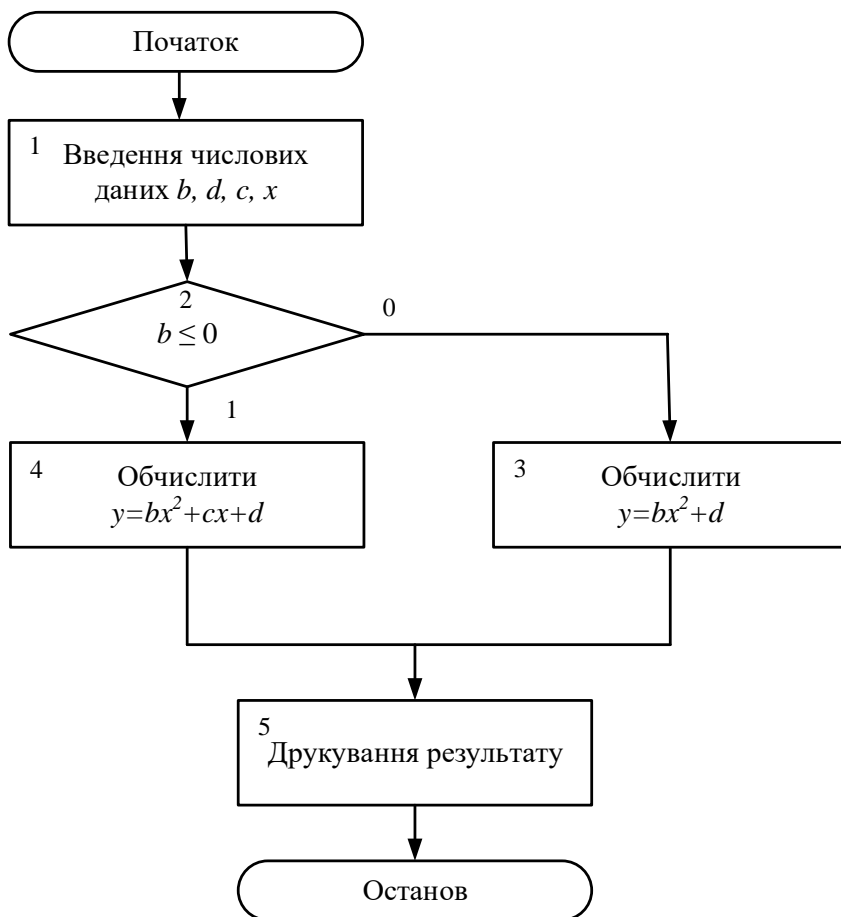 Початок
1
Введення числових
даних b, d, c, x
2
b ≤ 0
0
1
4
Обчислити
y=bx²+cx+d
3
Обчислити
y=bx²+d
5
Друкування результату
Останов